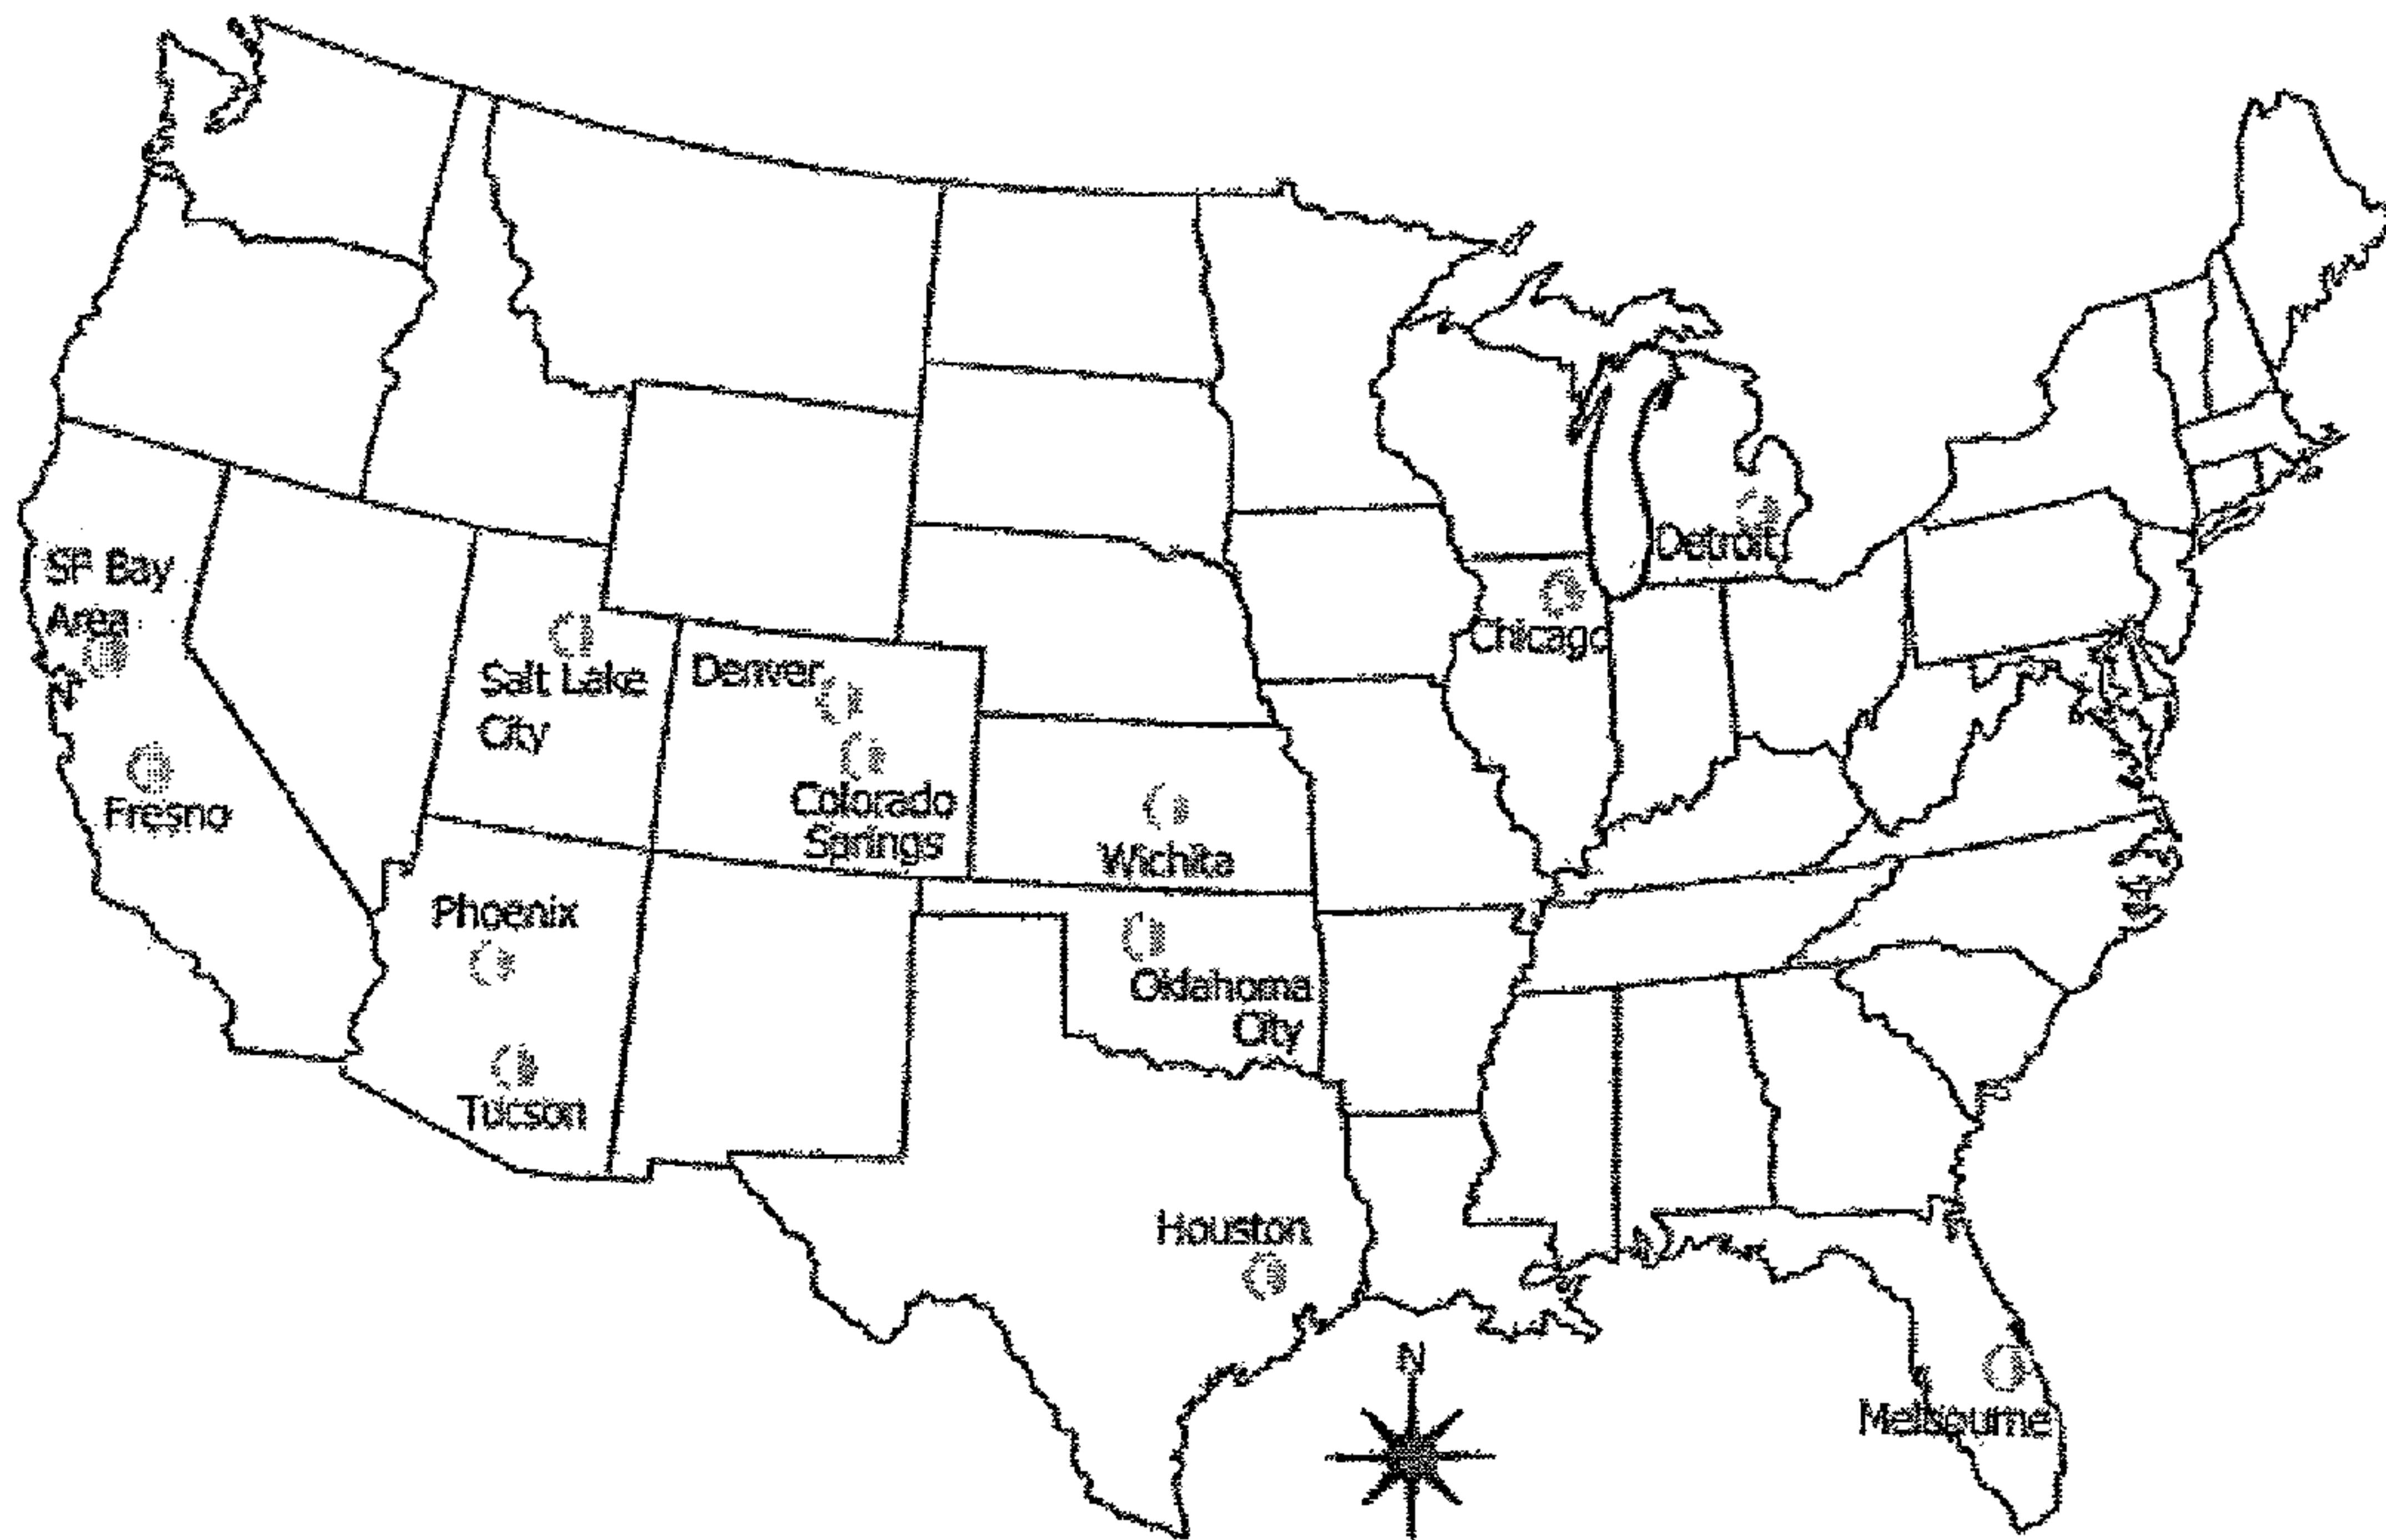 Detroit
SF Bay
Area
Chicago
Salt Lake
City
Denver
Fresno
Colorado
Springs
Wichita
Phoenix
Oklahoma
City
Tucson
Houston
N
Melbourne